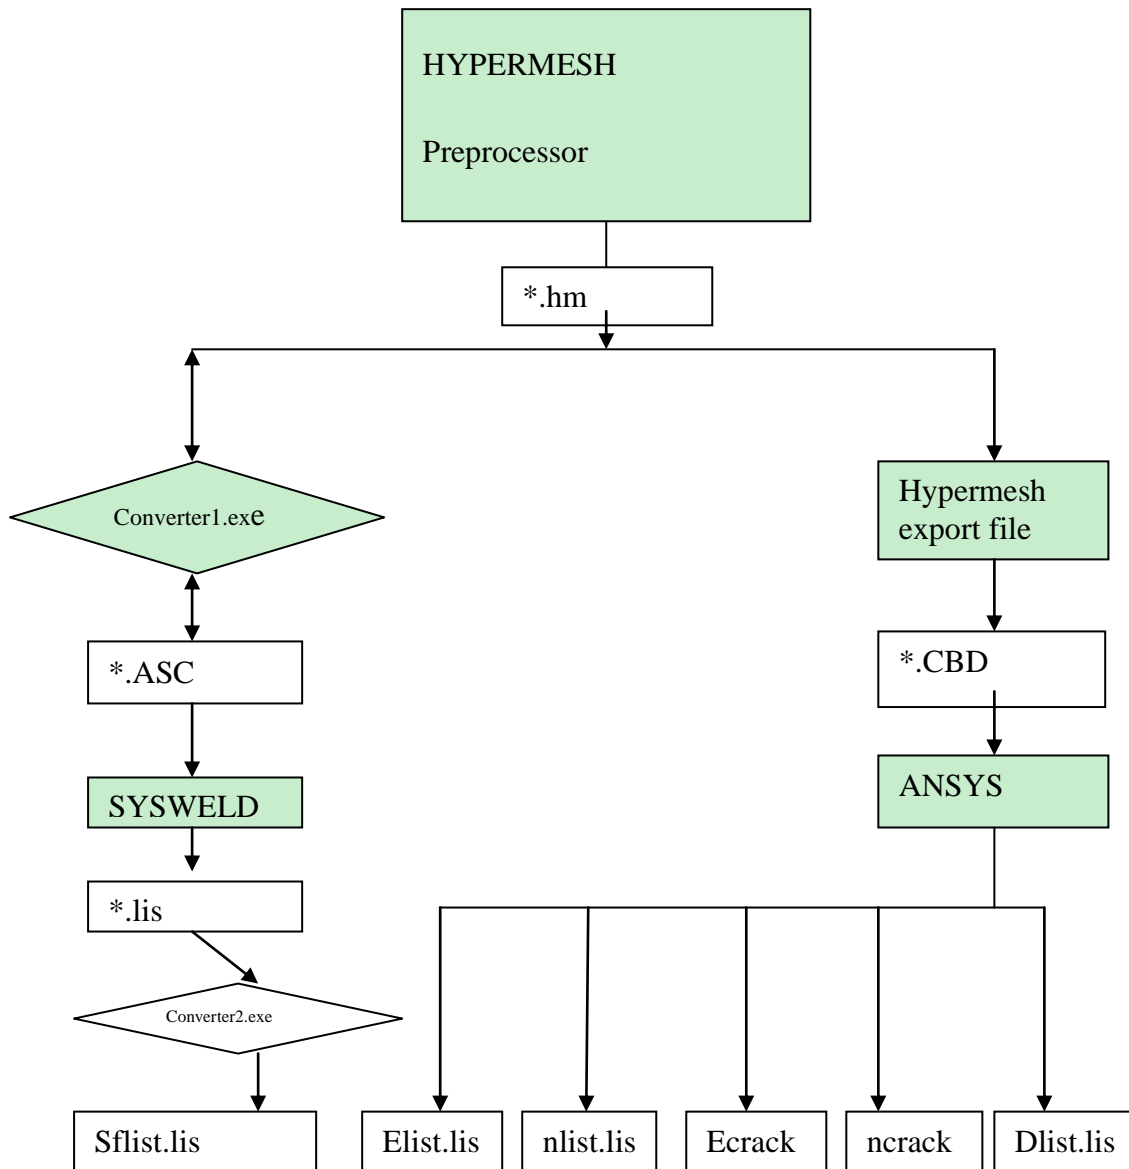 HYPERMESH
Preprocessor
*.hm
Converter1.exe
Hypermesh
export file
*.ASC
*.CBD
SYSWELD
ANSYS
*.lis
Converter2.exe
Sflist.lis
Elist.lis
nlist.lis
Ecrack
ncrack
Dlist.lis